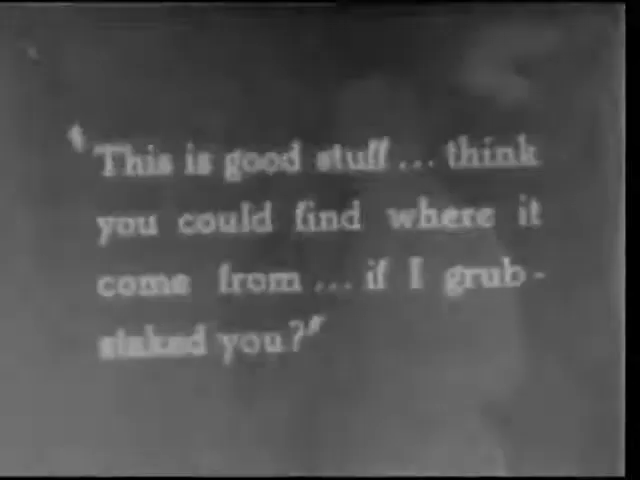 "This is good stuff... think
you could find where it
come from... if I grub-
staked you?"